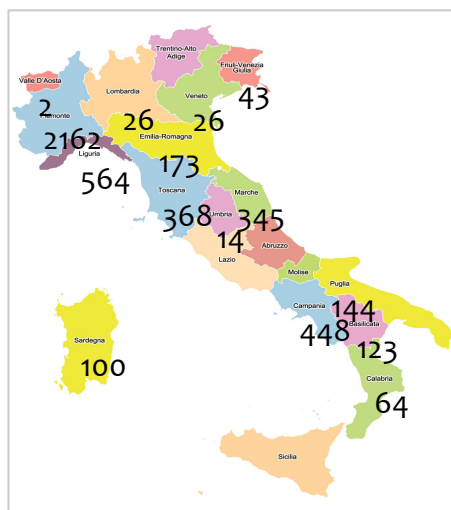 Trentino-Alto
Adige
Friuli-Venezia
Giulia
Valle D'Aosta
Lombardia
Veneto
43
2
Piemonte
26
26
Emilia-Romagna
2162
Liguria
173
564
Toscana
Marche
368
Umbria
345
14
Abruzzo
Lazio
Molise
Puglia
Campania
144
Basilicata
448
Sardegna
123
100
Calabria
64
Sicilia